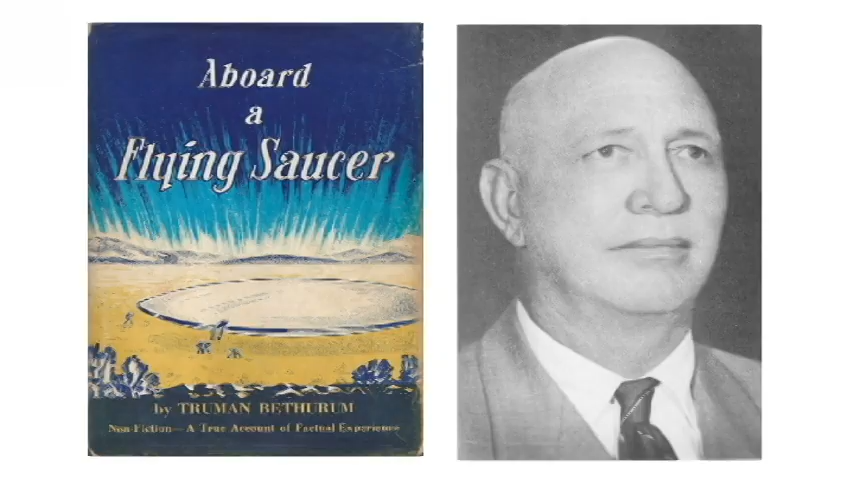 Aboard
a
Flying Saucer
by TRUMAN BETHURUM
Non-Fiction—A True Account of Factual Experience